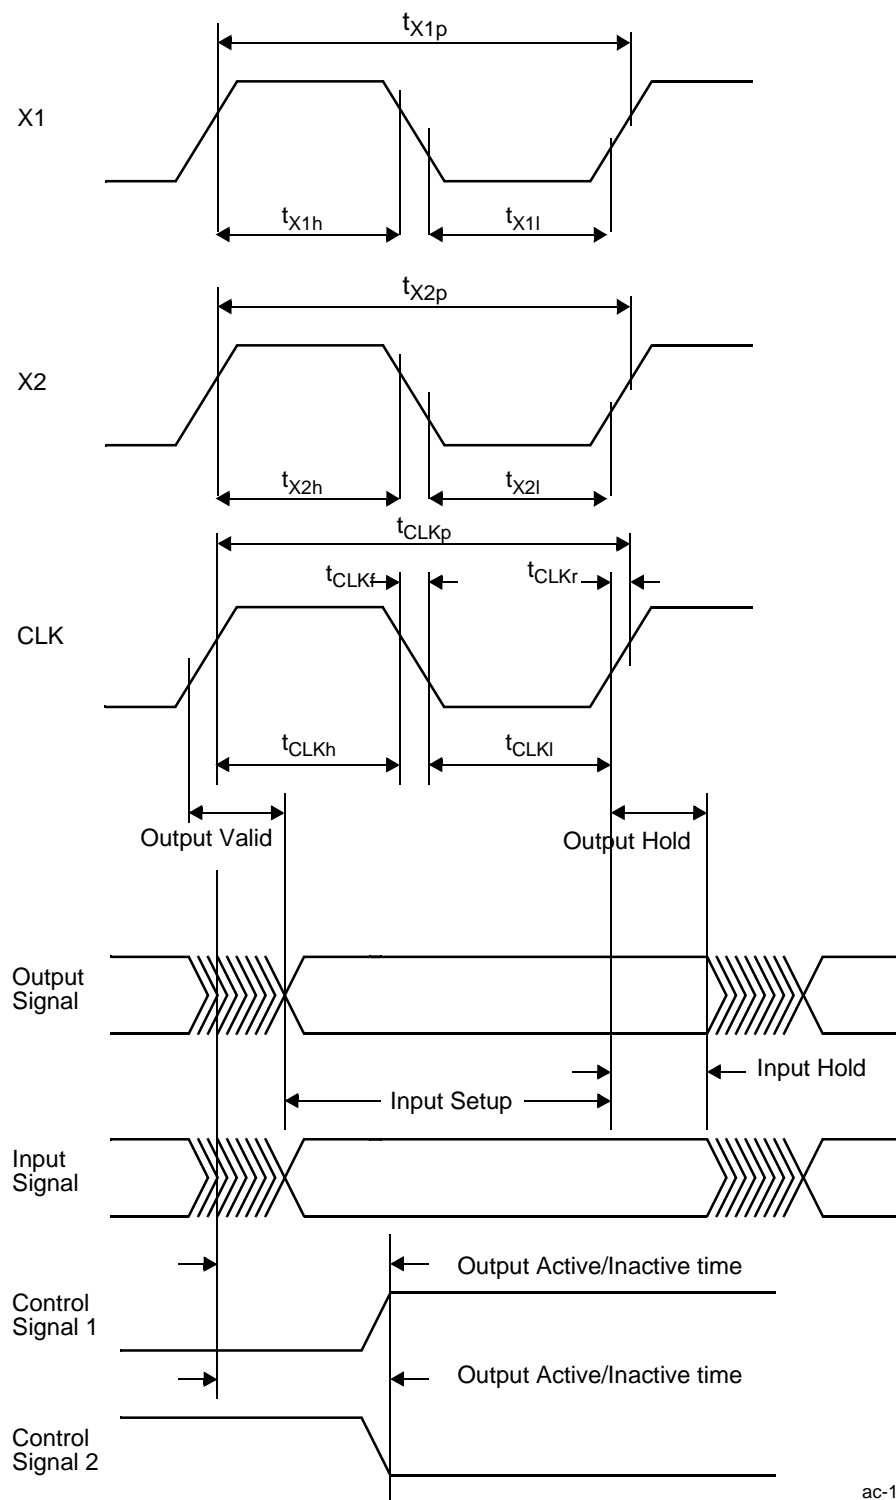 tX1p
X1
tX1h
tX1l
tX2p
X2
tX2h
tX2l
tCLKp
tCLKf
tCLKr
CLK
tCLKh
tCLKl
Output Valid
Output Hold
Output
Signal
Input Hold
Input Setup
Input
Signal
Output Active/Inactive time
Control
Signal 1
Output Active/Inactive time
Control
Signal 2
ac-1